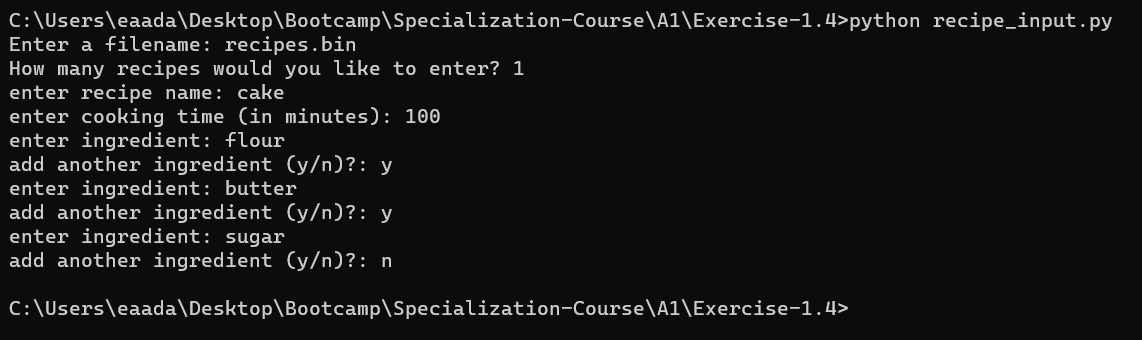 C:\Users\eaada\Desktop\Bootcamp\Specialization-Course\A1\Exercise-1.4>python recipe_input.py
Enter a filename: recipes.bin
How many recipes would you like to enter? 1
enter recipe name: cake
enter cooking time (in minutes): 100
enter ingredient: flour
add another ingredient (y/n)?: y
enter ingredient: butter
add another ingredient (y/n)?: y
enter ingredient: sugar
add another ingredient (y/n)?: n
C:\Users\eaada\Desktop\Bootcamp\Specialization-Course\A1\Exercise-1.4>